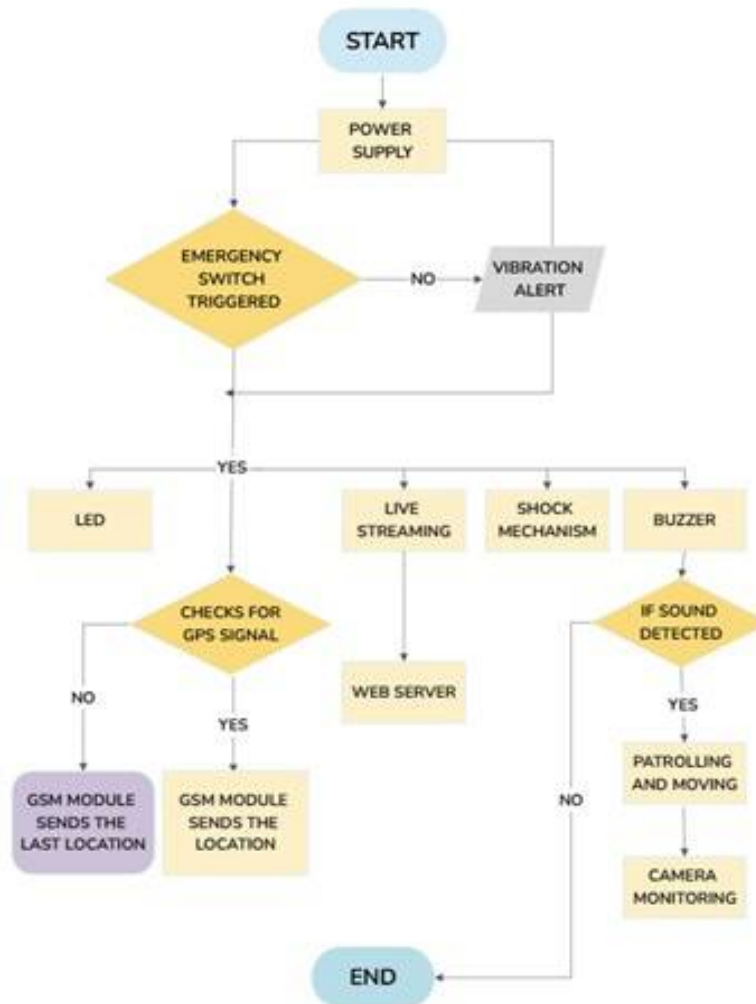 START
POWER
SUPPLY
EMERGENCY
SWITCH
TRIGGERED
NO
VIBRATION
ALERT
YES
LED
LIVE
STREAMING
SHOCK
MECHANISM
BUZZER
CHECKS FOR
GPS SIGNAL
IF SOUND
DETECTED
WEB SERVER
NO
YES
YES
GSM MODULE
SENDS THE
LAST LOCATION
GSM MODULE
SENDS THE
LOCATION
PATROLLING
AND MOVING
NO
CAMERA
MONITORING
END